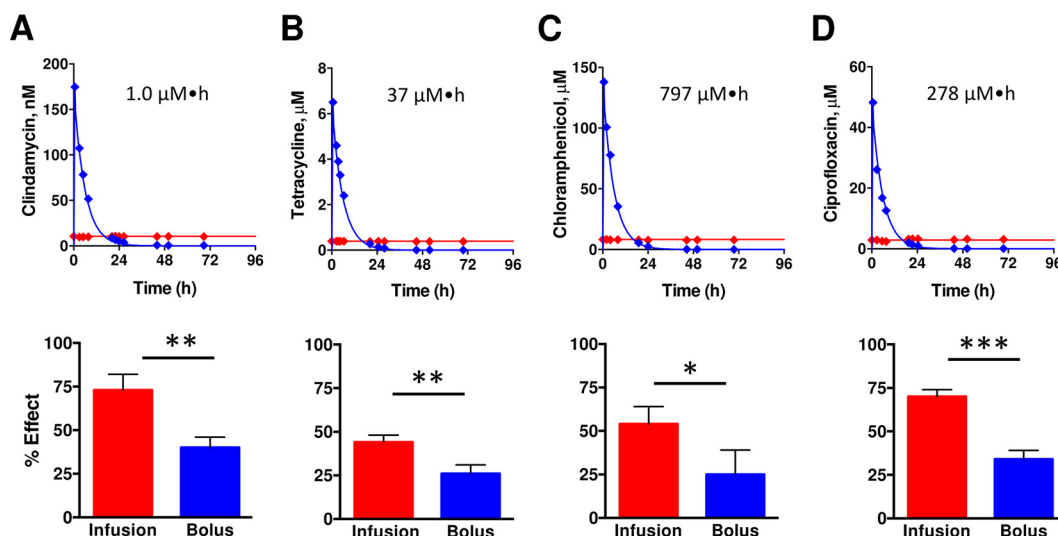 A
Clindamycin, nM
200
150
100
50
0
1.0 µM•h
0 24 48 72 96
Time (h)
B
Tetracycline, µM
8
6
4
2
0
37 µM•h
0 24 48 72 96
Time (h)
C
Chloramphenicol, µM
150
100
50
0
797 µM•h
0 24 48 72 96
Time (h)
D
Ciprofloxacin, µM
60
40
20
0
278 µM•h
0 24 48 72 96
Time (h)
% Effect
100
75
50
25
0
**
Infusion Bolus
100
75
50
25
0
**
Infusion Bolus
100
75
50
25
0
*
Infusion Bolus
100
75
50
25
0
***
Infusion Bolus